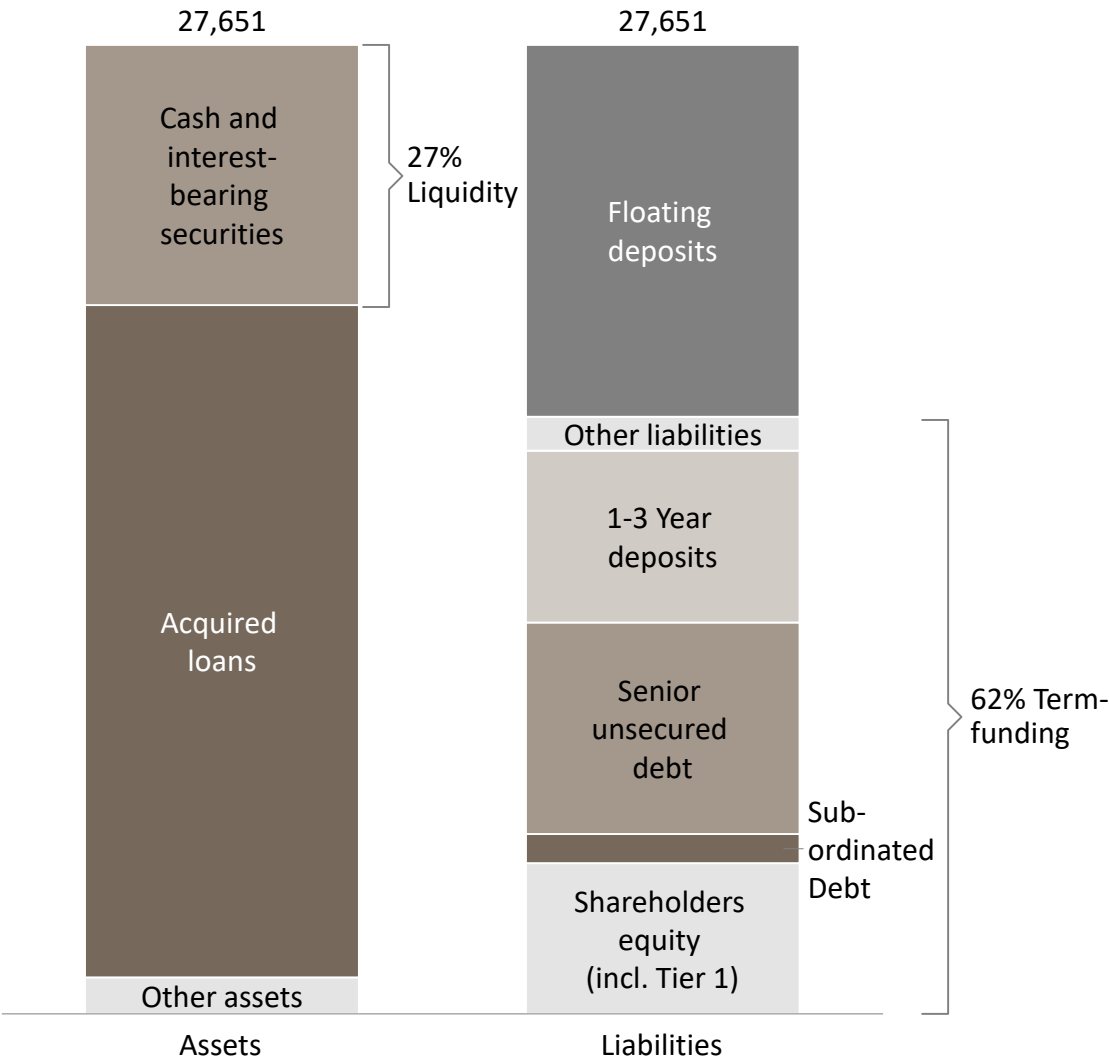 27,651
Cash and
interest-
bearing
securities
27%
Liquidity
Acquired
loans
Other assets
Assets
27,651
Floating
deposits
Other liabilities
1-3 Year
deposits
Senior
unsecured
debt
Sub-
ordinated
Debt
Shareholders
equity
(incl. Tier 1)
62% Term-
funding
Liabilities